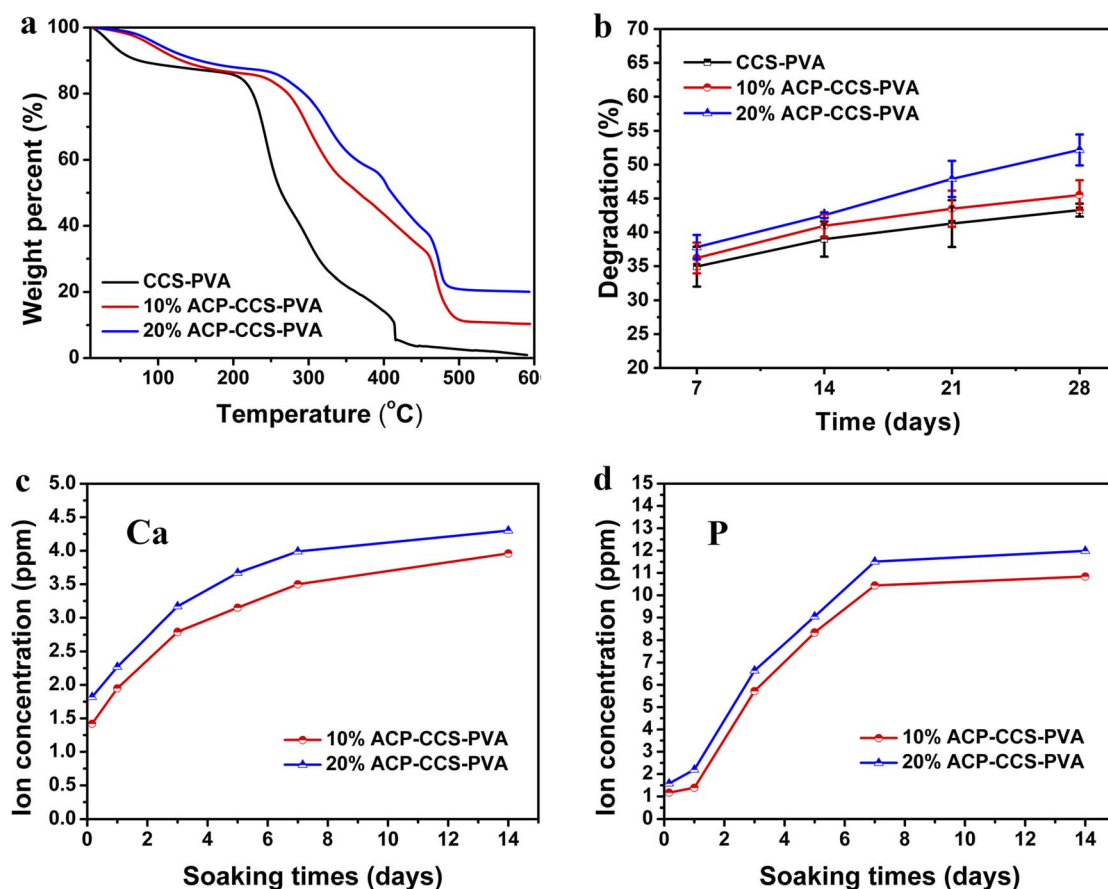 a
100
80
60
40
20
0
Weight percent (%)
CCS-PVA
10% ACP-CCS-PVA
20% ACP-CCS-PVA
100
200
300
400
500
600
Temperature (°C)
b
70
65
60
55
50
45
40
35
30
25
20
Degradation (%)
CCS-PVA
10% ACP-CCS-PVA
20% ACP-CCS-PVA
7
14
21
28
Time (days)
c
5.0
4.5
4.0
3.5
3.0
2.5
2.0
1.5
1.0
0.5
0.0
Ion concentration (ppm)
Ca
10% ACP-CCS-PVA
20% ACP-CCS-PVA
0
2
4
6
8
10
12
14
Soaking times (days)
d
15
14
13
12
11
10
9
8
7
6
5
4
3
2
1
0
Ion concentration (ppm)
P
10% ACP-CCS-PVA
20% ACP-CCS-PVA
0
2
4
6
8
10
12
14
Soaking times (days)